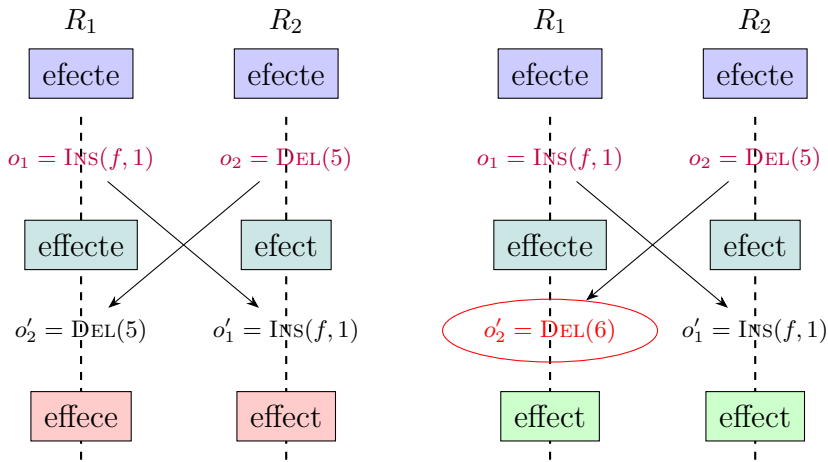 R₁ R₂ R₁ R₂
efecte efecte efecte efecte
o₁ = Ins(f, 1) o₂ = Del(5) o₁ = Ins(f, 1) o₂ = Del(5)
effecte efect effecte efect
o′₂ = Del(5) o′₁ = Ins(f, 1) o′₂ = Del(6) o′₁ = Ins(f, 1)
effece effect effect effect